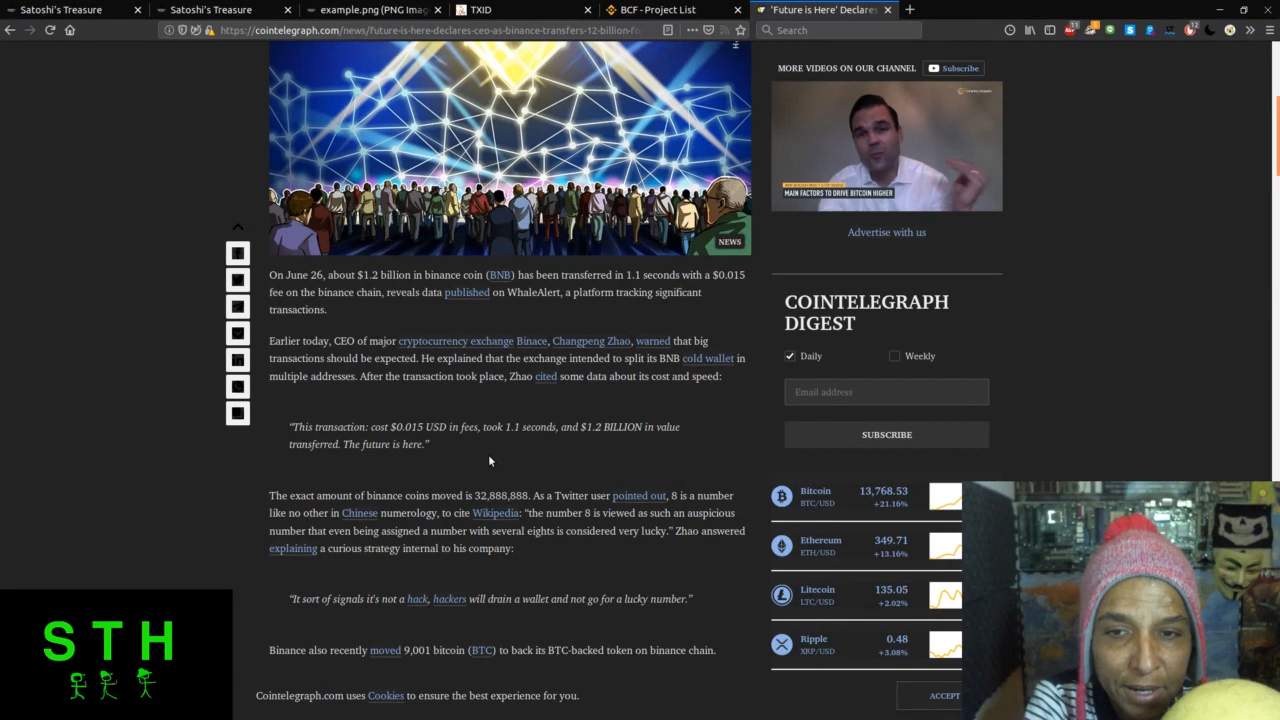 Satoshi's Treasure
Satoshi's Treasure
example.png (PNG Imag
TXID
BCF - Project List
'Future is Here' Declares
https://cointelegraph.com/news/future-is-here-declares-ceo-as-binance-transfers-12-billion-fo
Search
MORE VIDEOS ON OUR CHANNEL
Subscribe
MAIN FACTORS TO DRIVE BITCOIN HIGHER
Advertise with us
NEWS
On June 26, about $1.2 billion in binance coin (BNB) has been transferred in 1.1 seconds with a $0.015
fee on the binance chain, reveals data published on WhaleAlert, a platform tracking significant
transactions.
Earlier today, CEO of major cryptocurrency exchange Binace, Changpeng Zhao, warned that big
transactions should be expected. He explained that the exchange intended to split its BNB cold wallet in
multiple addresses. After the transaction took place, Zhao cited some data about its cost and speed:
“This transaction: cost $0.015 USD in fees, took 1.1 seconds, and $1.2 BILLION in value
transferred. The future is here.”
The exact amount of binance coins moved is 32,888,888. As a Twitter user pointed out, 8 is a number
like no other in Chinese numerology, to cite Wikipedia: “the number 8 is viewed as such an auspicious
number that even being assigned a number with several eights is considered very lucky.” Zhao answered
explaining a curious strategy internal to his company:
“It sort of signals it's not a hack, hackers will drain a wallet and not go for a lucky number.”
Binance also recently moved 9,001 bitcoin (BTC) to back its BTC-backed token on binance chain.
Cointelegraph.com uses Cookies to ensure the best experience for you.
ACCEPT
COINTELEGRAPH
DIGEST
Daily
Weekly
Email address
SUBSCRIBE
Bitcoin 13,768.53
BTC/USD +21.16%
Ethereum 349.71
ETH/USD +13.16%
Litecoin 135.05
LTC/USD +2.02%
Ripple 0.48
XRP/USD +3.08%
STH